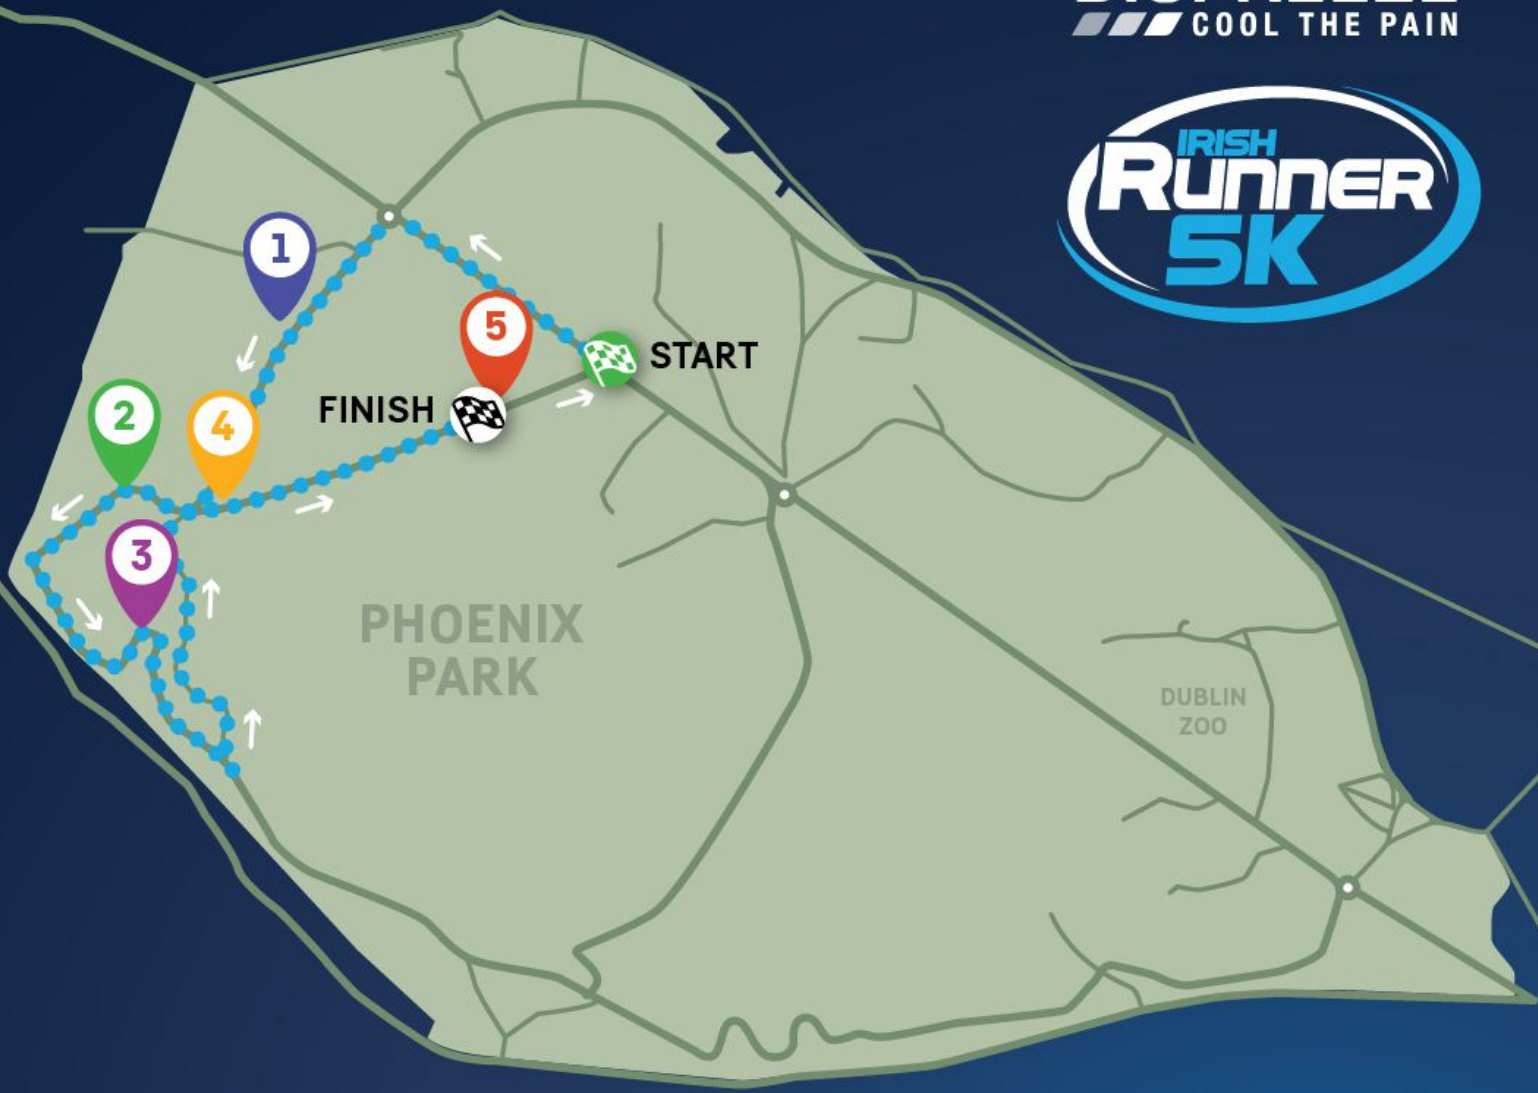 COOL THE PAIN
IRISH
RUNNER
5K
1
5
START
2
4
FINISH
3
PHOENIX
PARK
DUBLIN
ZOO